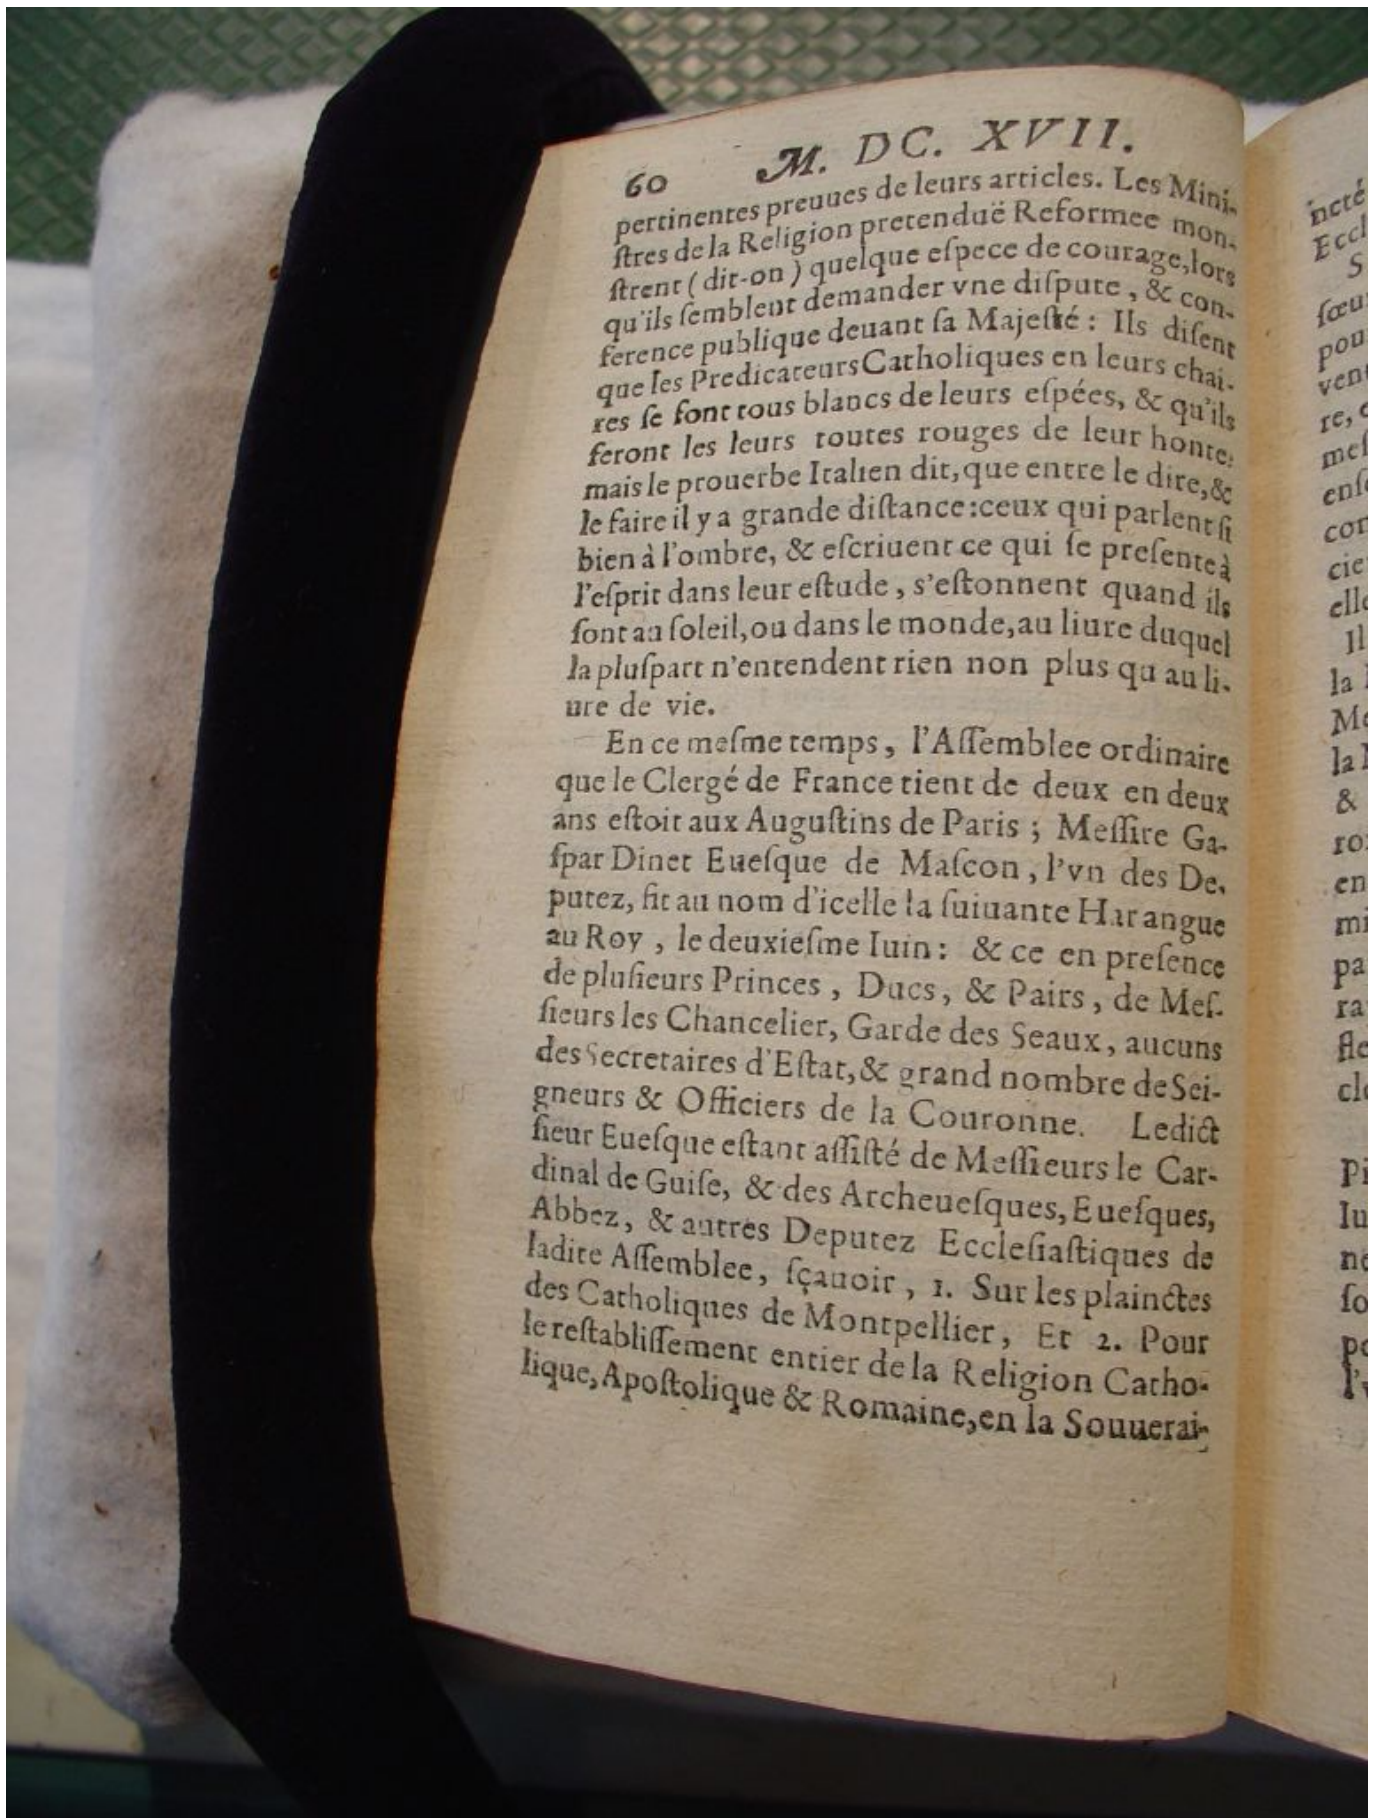 60 M. DC. XVII.
pertinentes preuues de leurs articles. Les Mini-
ſtres de la Religion pretenduë Reformee mon-
ſtrent ( dit-on ) quelque eſpece de courage, lors
qu'ils ſemblent demander vne diſpute, & con-
ference publique deuant ſa Majeſté : Ils diſent
que les Predicateurs Catholiques en leurs chai-
res ſe font tous blancs de leurs eſpées, & qu'ils
feront les leurs toutes rouges de leur honte:
mais le prouerbe Italien dit, que entre le dire, &
le faire il y a grande diſtance: ceux qui parlent ſi
bien à l'ombre, & eſcriuent ce qui ſe preſente à
l'eſprit dans leur eſtude, s'eſtonnent quand ils
ſont au ſoleil, ou dans le monde, au liure duquel
la pluſpart n'entendent rien non plus qu au li-
ure de vie.
En ce meſme temps, l'Aſſemblee ordinaire
que le Clergé de France tient de deux en deux
ans eſtoit aux Auguſtins de Paris ; Meſſire Ga-
ſpar Dinet Eueſque de Maſcon, l'vn des De-
putez, fit au nom d'icelle la ſuiuante Harangue
au Roy, le deuxieſme Iuin : & ce en preſence
de pluſieurs Princes, Ducs, & Pairs, de Meſ-
ſieurs les Chancelier, Garde des Seaux, aucuns
des Secretaires d'Eſtat, & grand nombre de Sei-
gneurs & Officiers de la Couronne. Ledict
ſieur Eueſque eſtant aſſiſté de Meſſieurs le Car-
dinal de Guiſe, & des Archeueſques, Eueſques,
Abbez, & autres Deputez Eccleſiaſtiques de
ladite Aſſemblee, ſçauoir, 1. Sur les plainctes
des Catholiques de Montpellier, Et 2. Pour
le reſtabliſſement entier de la Religion Catho-
lique, Apoſtolique & Romaine, en la Souuerai-